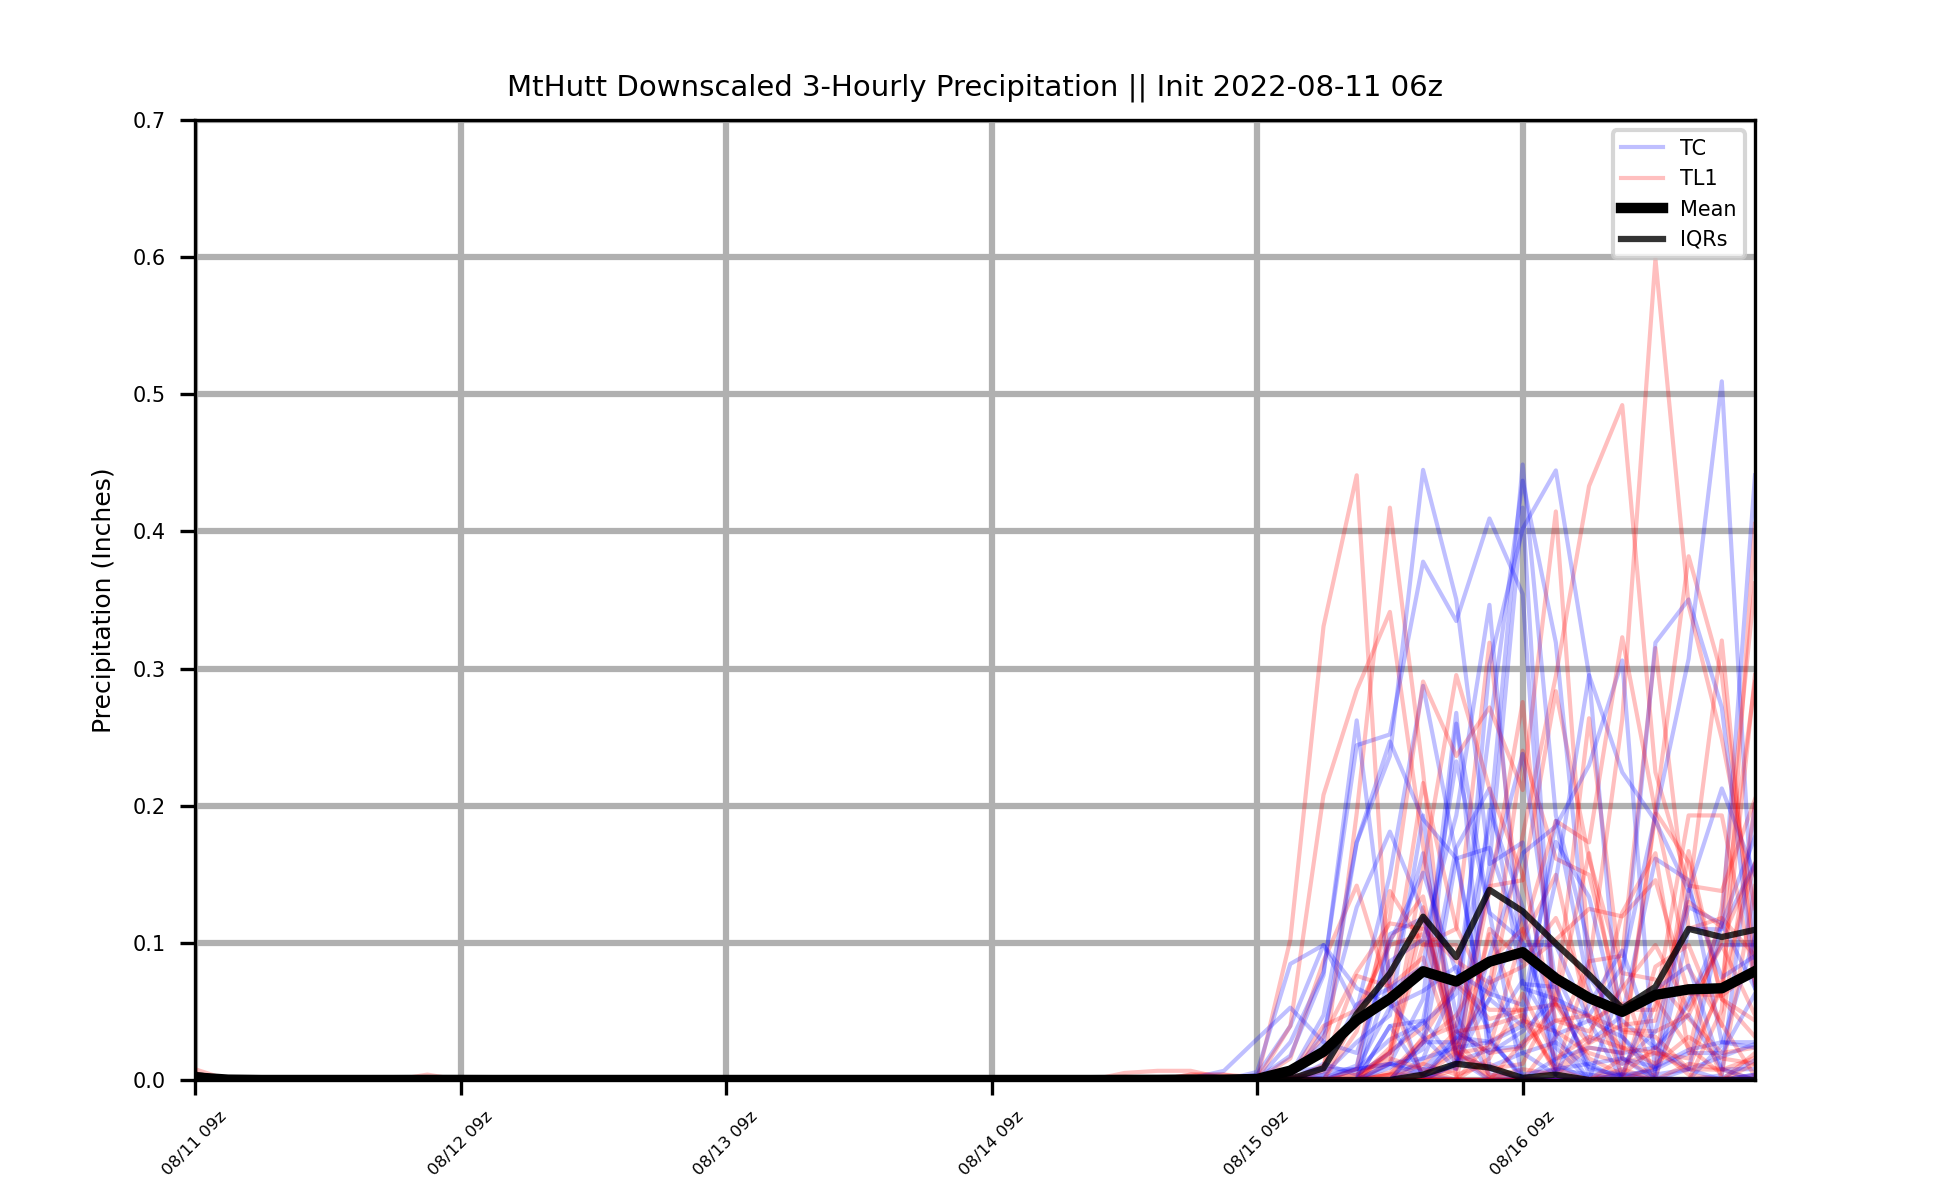 MtHutt Downscaled 3-Hourly Precipitation || Init 2022-08-11 06z
0.7
0.6
0.5
0.4
0.3
0.2
0.1
0.0
Precipitation (Inches)
TC
TL1
Mean
IQRs
08/11 09z
08/12 09z
08/13 09z
08/14 09z
08/15 09z
08/16 09z